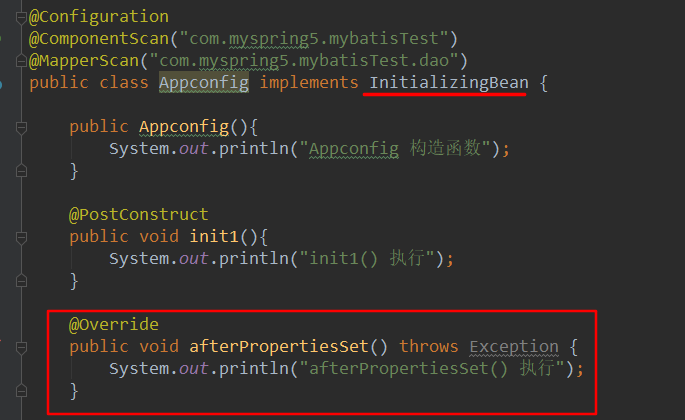 @Configuration
@ComponentScan("com.myspring5.mybatisTest")
@MapperScan("com.myspring5.mybatisTest.dao")
public class Appconfig implements InitializingBean {
public Appconfig(){
System.out.println("Appconfig 构造函数");
}
@PostConstruct
public void init1(){
System.out.println("init1() 执行");
}
@Override
public void afterPropertiesSet() throws Exception {
System.out.println("afterPropertiesSet() 执行");
}